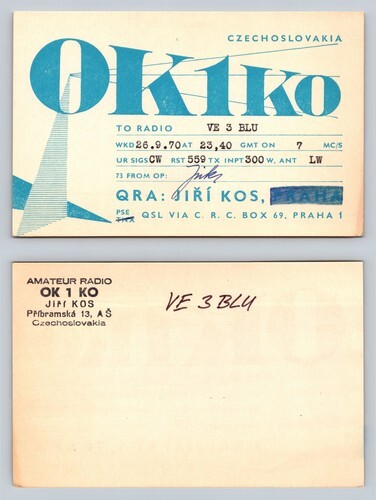 CZECHOSLOVAKIA
OK1KO
TO RADIO VE 3 BLU
WKD 26.9.70 AT 23,40 GMT ON 7 MC/S
UR SIGS CW RST 559 TX INPT 300 W, ANT LW
73 FROM OP:
QRA: JIŘÍ KOS, PRAHA
PSE
QSL VIA C. R. C. BOX 69, PRAHA 1
AMATEUR RADIO
OK 1 KO
JIŘÍ KOS
Příbramská 13, AŠ
Czechoslovakia
VE 3 BLU